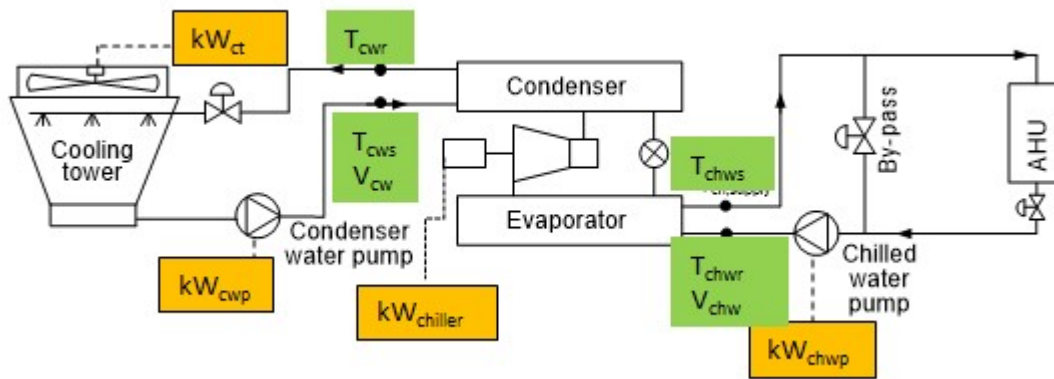 kWct
Tcwr
Condenser
Cooling
tower
Tcws
Vcw
Tchws
By-pass
AHU
Evaporator
Condenser
water pump
kWcwp
kWchiller
Tchwr
Vchw
Chilled
water
pump
kWchwp